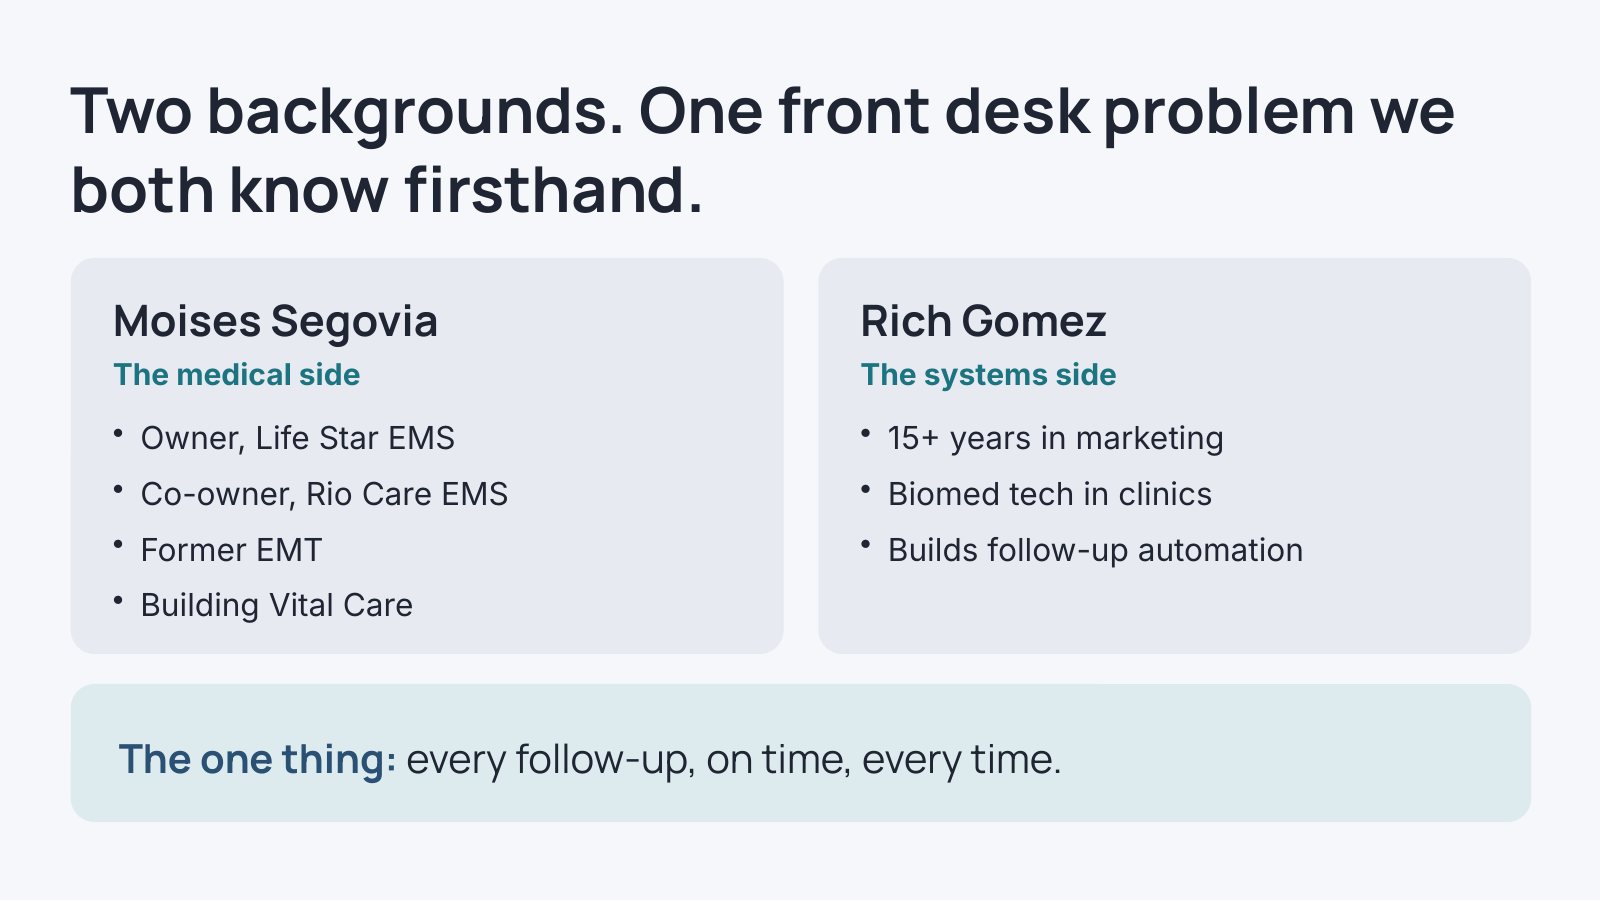 Two backgrounds. One front desk problem we
both know firsthand.
Moises Segovia
The medical side
• Owner, Life Star EMS
• Co-owner, Rio Care EMS
• Former EMT
• Building Vital Care
Rich Gomez
The systems side
• 15+ years in marketing
• Biomed tech in clinics
• Builds follow-up automation
The one thing: every follow-up, on time, every time.